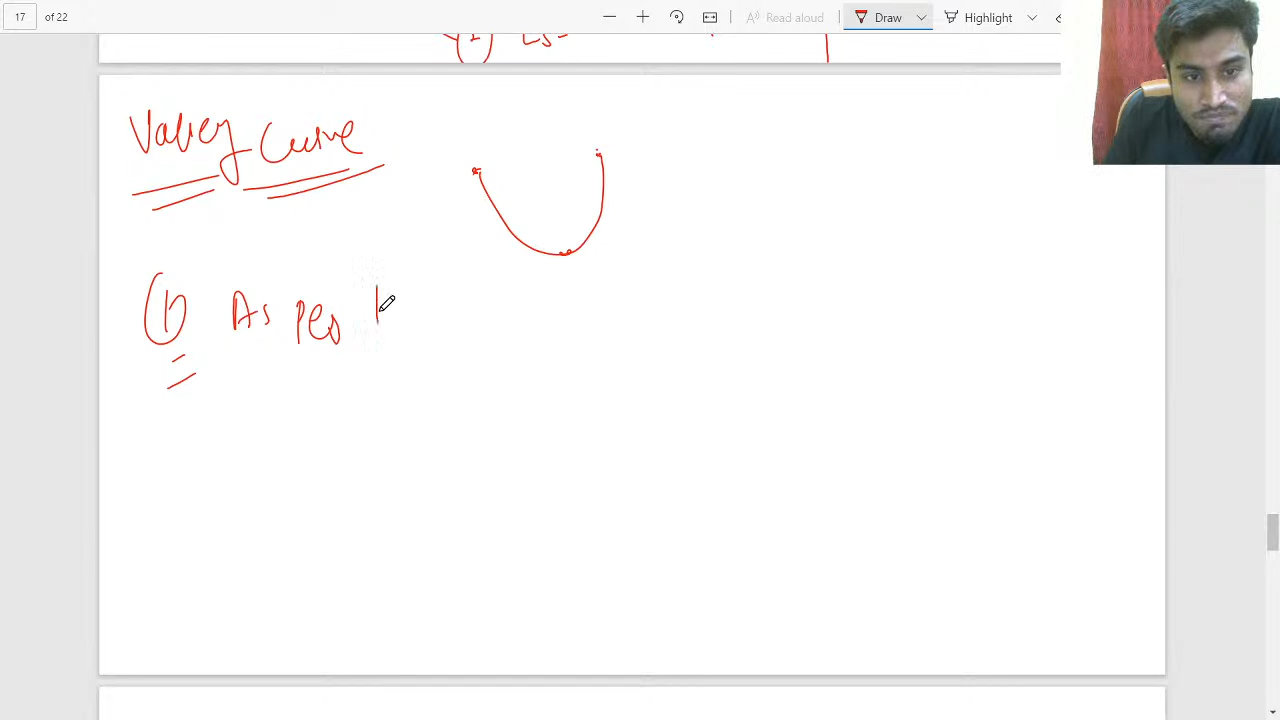 17 of 22 Read aloud Draw Highlight
Valley Curve
① As per